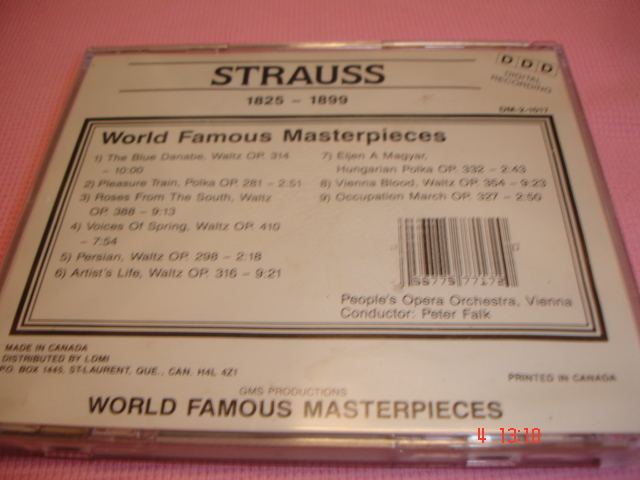 STRAUSS
1825 – 1899
DDD
DIGITAL
RECORDING
World Famous Masterpieces
1) The Blue Danabe, Waltz OP. 314
– 10:00
2) Pleasure Train, Polka OP. 281 – 2:51
3) Roses From The South, Waltz
OP. 388 – 9:13
4) Voices Of Spring, Waltz OP. 410
– 7:54
5) Persian, Waltz OP. 298 – 2:18
6) Artist's Life, Waltz OP. 316 – 9:21
7) Eljen A Magyar,
Hungarian Polka OP. 332 – 2:43
8) Vienna Blood, Waltz OP. 354 – 9:23
9) Occupation March OP. 327 – 2:50
People's Opera Orchestra, Vienna
Conductor: Peter Falk
MADE IN CANADA
DISTRIBUTED BY LDMI
P.O. BOX 1445, ST-LAURENT, QUE., CAN. H4L 4Z1
PRINTED IN CANADA
GMS PRODUCTIONS
WORLD FAMOUS MASTERPIECES
4 13:10